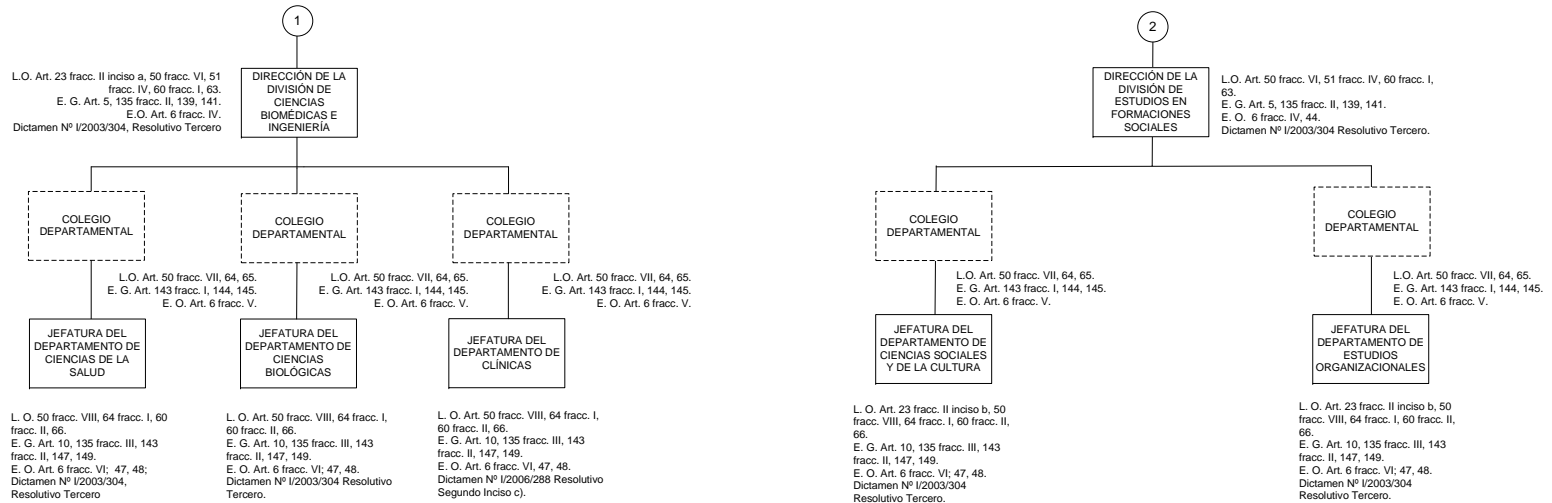 1
L.O. Art. 23 fracc. II inciso a, 50 fracc. VI, 51
fracc. IV, 60 fracc. I, 63.
E. G. Art. 5, 135 fracc. II, 139, 141.
E.O. Art. 6 fracc. IV.
Dictamen Nº I/2003/304, Resolutivo Tercero
DIRECCIÓN DE LA
DIVISIÓN DE
CIENCIAS
BIOMÉDICAS E
INGENIERÍA
COLEGIO
DEPARTAMENTAL
COLEGIO
DEPARTAMENTAL
COLEGIO
DEPARTAMENTAL
L.O. Art. 50 fracc. VII, 64, 65.
E. G. Art. 143 fracc. I, 144, 145.
E. O. Art. 6 fracc. V.
L.O. Art. 50 fracc. VII, 64, 65.
E. G. Art. 143 fracc. I, 144, 145.
E. O. Art. 6 fracc. V.
L.O. Art. 50 fracc. VII, 64, 65.
E. G. Art. 143 fracc. I, 144, 145.
E. O. Art. 6 fracc. V.
JEFATURA DEL
DEPARTAMENTO DE
CIENCIAS DE LA
SALUD
JEFATURA DEL
DEPARTAMENTO DE
CIENCIAS
BIOLÓGICAS
JEFATURA DEL
DEPARTAMENTO DE
CLÍNICAS
L. O. 50 fracc. VIII, 64 fracc. I, 60
fracc. II, 66.
E. G. Art. 10, 135 fracc. III, 143
fracc. II, 147, 149.
E. O. Art. 6 fracc. VI; 47, 48;
Dictamen Nº I/2003/304,
Resolutivo Tercero
L. O. Art. 50 fracc. VIII, 64 fracc. I,
60 fracc. II, 66.
E. G. Art. 10, 135 fracc. III, 143
fracc. II, 147, 149.
E. O. Art. 6 fracc. VI; 47, 48.
Dictamen Nº I/2003/304 Resolutivo
Tercero.
L. O. Art. 50 fracc. VIII, 64 fracc. I,
60 fracc. II, 66.
E. G. Art. 10, 135 fracc. III, 143
fracc. II, 147, 149.
E. O. Art. 6 fracc. VI, 47, 48.
Dictamen Nº I/2006/288 Resolutivo
Segundo Inciso c).
2
DIRECCIÓN DE LA
DIVISIÓN DE
ESTUDIOS EN
FORMACIONES
SOCIALES
L.O. Art. 50 fracc. VI, 51 fracc. IV, 60 fracc. I,
63.
E. G. Art. 5, 135 fracc. II, 139, 141.
E. O. 6 fracc. IV, 44.
Dictamen Nº I/2003/304 Resolutivo Tercero.
COLEGIO
DEPARTAMENTAL
COLEGIO
DEPARTAMENTAL
L.O. Art. 50 fracc. VII, 64, 65.
E. G. Art. 143 fracc. I, 144, 145.
E. O. Art. 6 fracc. V.
L.O. Art. 50 fracc. VII, 64, 65.
E. G. Art. 143 fracc. I, 144, 145.
E. O. Art. 6 fracc. V.
JEFATURA DEL
DEPARTAMENTO DE
CIENCIAS SOCIALES
Y DE LA CULTURA
JEFATURA DEL
DEPARTAMENTO DE
ESTUDIOS
ORGANIZACIONALES
L. O. Art. 23 fracc. II inciso b, 50
fracc. VIII, 64 fracc. I, 60 fracc. II,
66.
E. G. Art. 10, 135 fracc. III, 143
fracc. II, 147, 149.
E. O. Art. 6 fracc. VI; 47, 48.
Dictamen Nº I/2003/304
Resolutivo Tercero.
L. O. Art. 23 fracc. II inciso b, 50
fracc. VIII, 64 fracc. I, 60 fracc. II,
66.
E. G. Art. 10, 135 fracc. III, 143
fracc. II, 147, 149.
E. O. Art. 6 fracc. VI; 47, 48.
Dictamen Nº I/2003/304
Resolutivo Tercero.